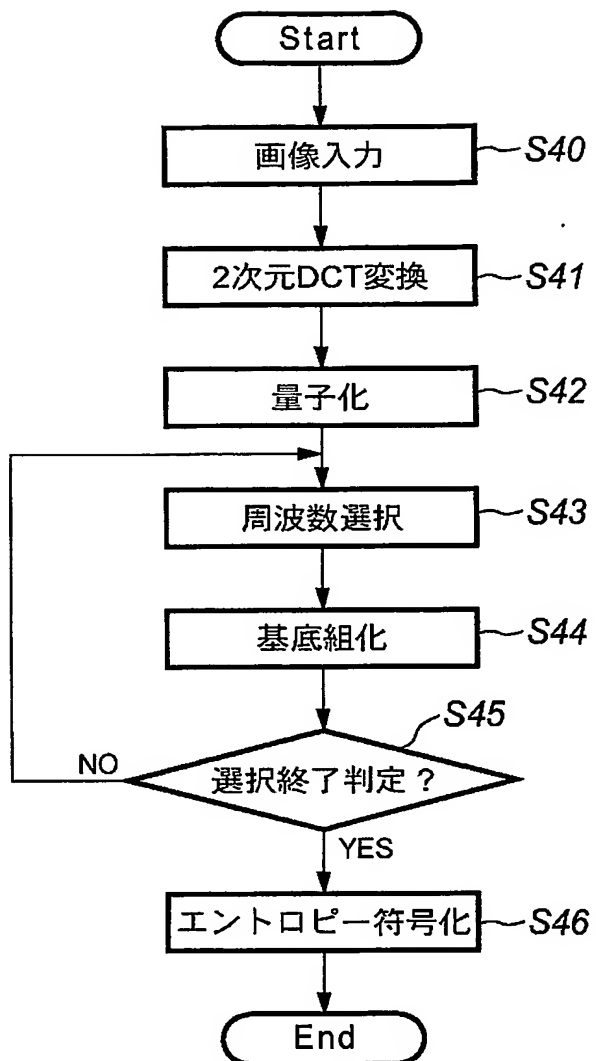 Start
画像入力
S40
2次元DCT変換
S41
量子化
S42
周波数選択
S43
基底組化
S44
S45
選択終了判定?
NO
YES
エントロピー符号化
S46
End